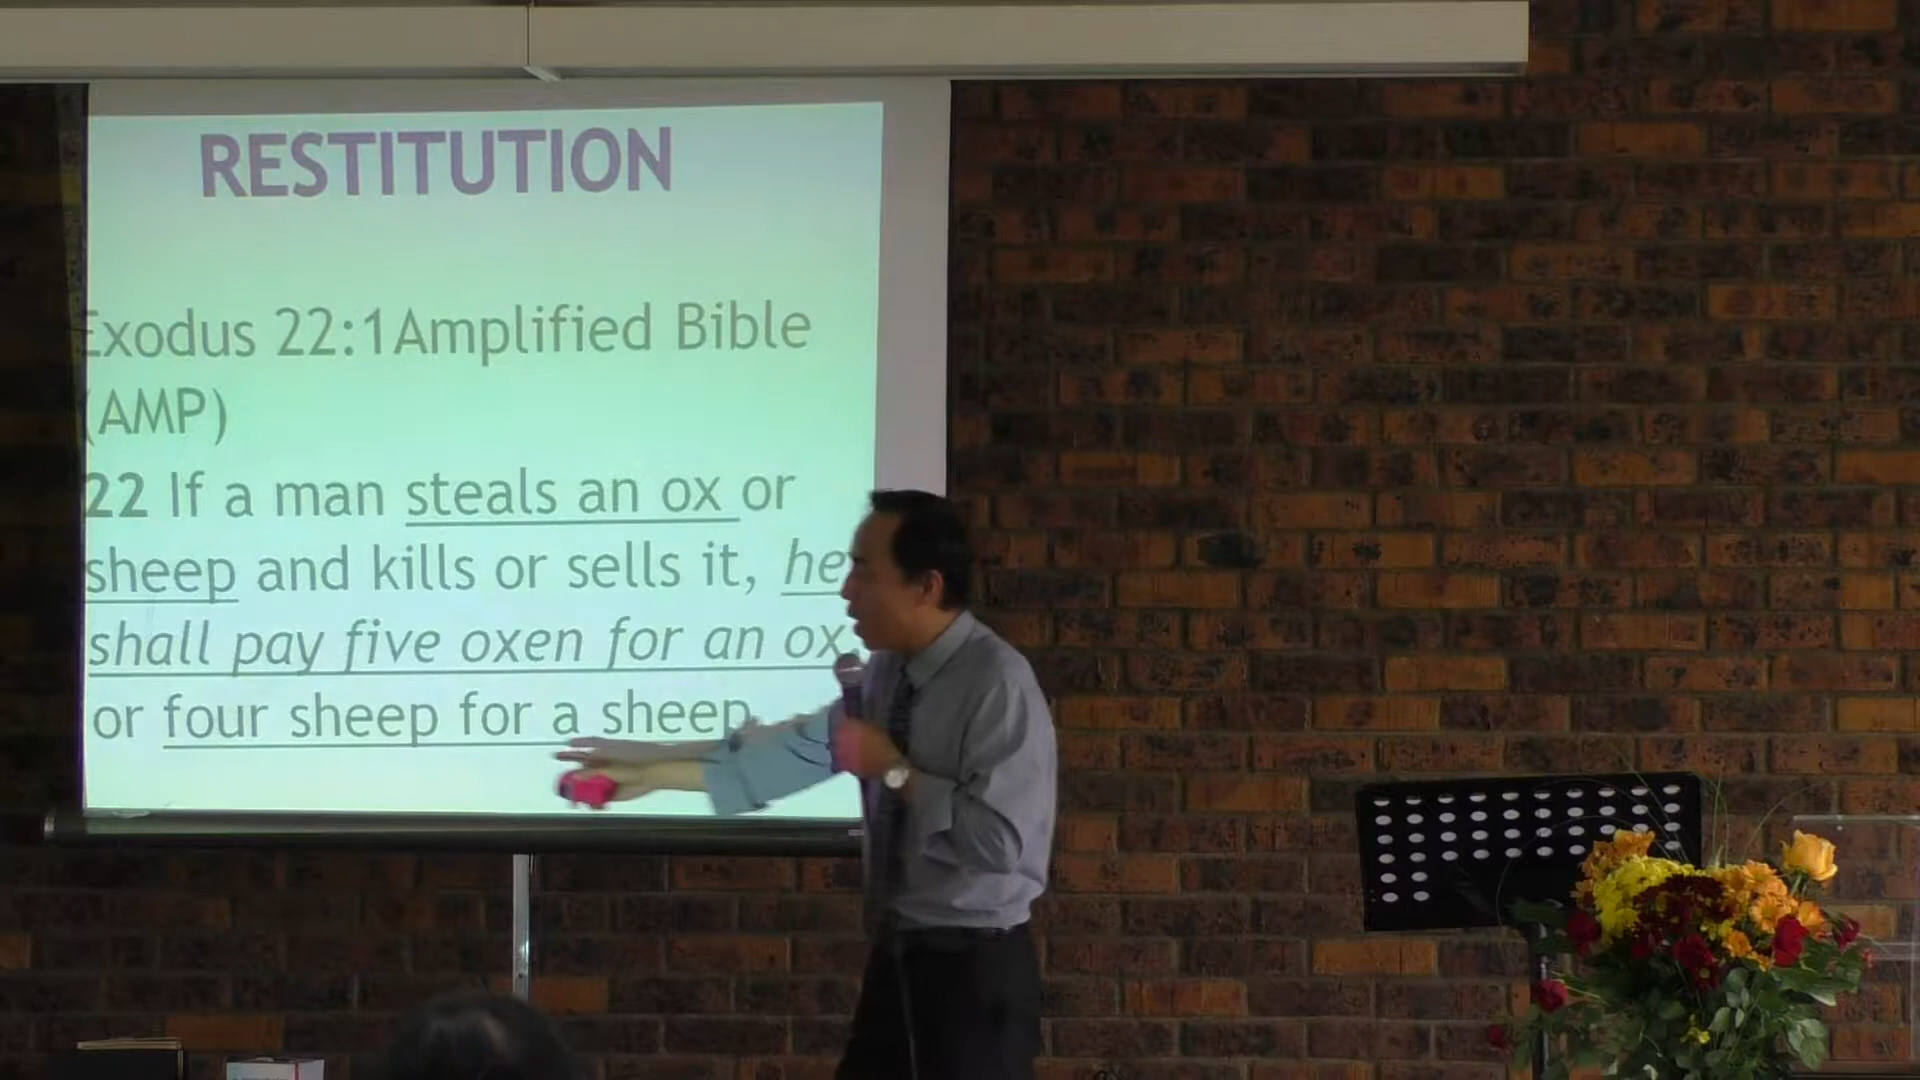 RESTITUTION
Exodus 22:1Amplified Bible
(AMP)
22 If a man steals an ox or
sheep and kills or sells it, he
shall pay five oxen for an ox,
or four sheep for a sheep